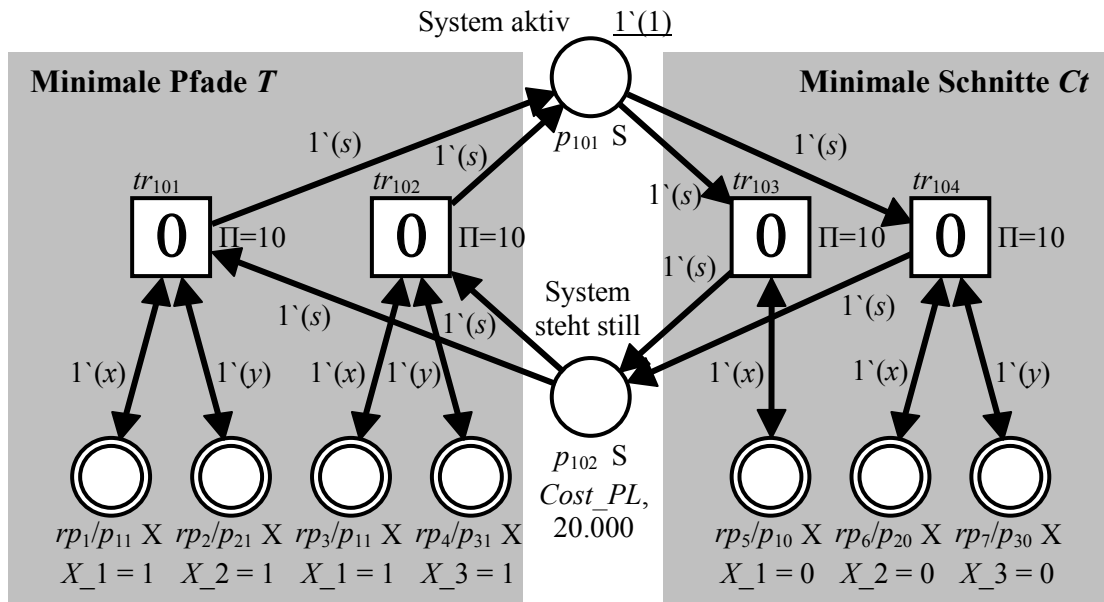 System aktiv 1`(1)
Minimale Pfade T
Minimale Schnitte Ct
p101 S
1`(s)
1`(s)
1`(s)
1`(s)
tr101
tr102
tr103
tr104
0 Π=10
0 Π=10
0 Π=10
0 Π=10
1`(s)
1`(s)
1`(s)
1`(s)
System
steht still
1`(x)
1`(y)
1`(x)
1`(y)
1`(x)
1`(x)
1`(y)
p102 S
Cost_PL,
20.000
rp1/p11 X
rp2/p21 X
rp3/p11 X
rp4/p31 X
rp5/p10 X
rp6/p20 X
rp7/p30 X
X_1 = 1
X_2 = 1
X_1 = 1
X_3 = 1
X_1 = 0
X_2 = 0
X_3 = 0